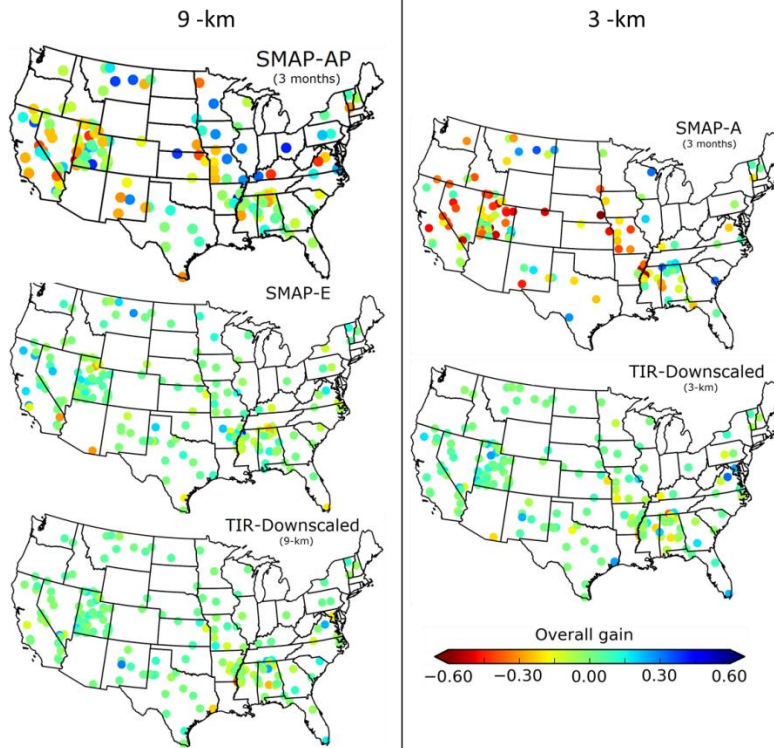 9 -km
SMAP-AP
(3 months)
SMAP-E
TIR-Downscaled
(9-km)
3 -km
SMAP-A
(3 months)
TIR-Downscaled
(3-km)
Overall gain
−0.60 −0.30 0.00 0.30 0.60